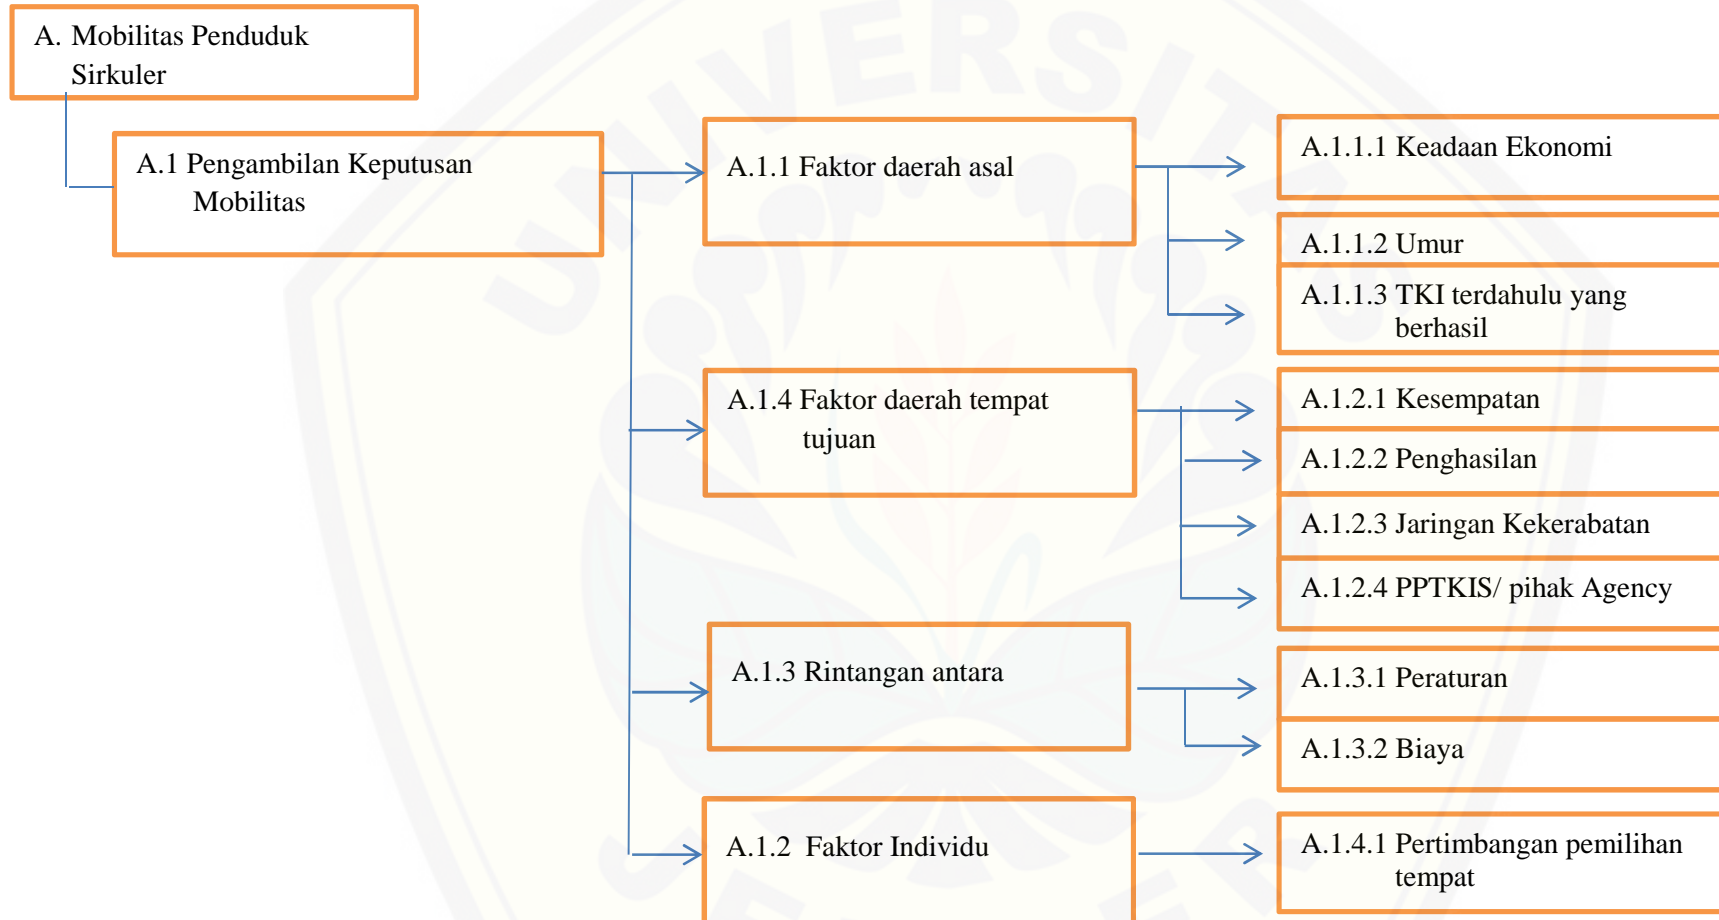 A. Mobilitas Penduduk
Sirkuler
A.1 Pengambilan Keputusan
Mobilitas
A.1.1 Faktor daerah asal
A.1.1.1 Keadaan Ekonomi
A.1.1.2 Umur
A.1.1.3 TKI terdahulu yang
berhasil
A.1.4 Faktor daerah tempat
tujuan
A.1.2.1 Kesempatan
A.1.2.2 Penghasilan
A.1.2.3 Jaringan Kekerabatan
A.1.2.4 PPTKIS/ pihak Agency
A.1.3 Rintangan antara
A.1.3.1 Peraturan
A.1.3.2 Biaya
A.1.2 Faktor Individu
A.1.4.1 Pertimbangan pemilihan
tempat
UNIVERSITAS